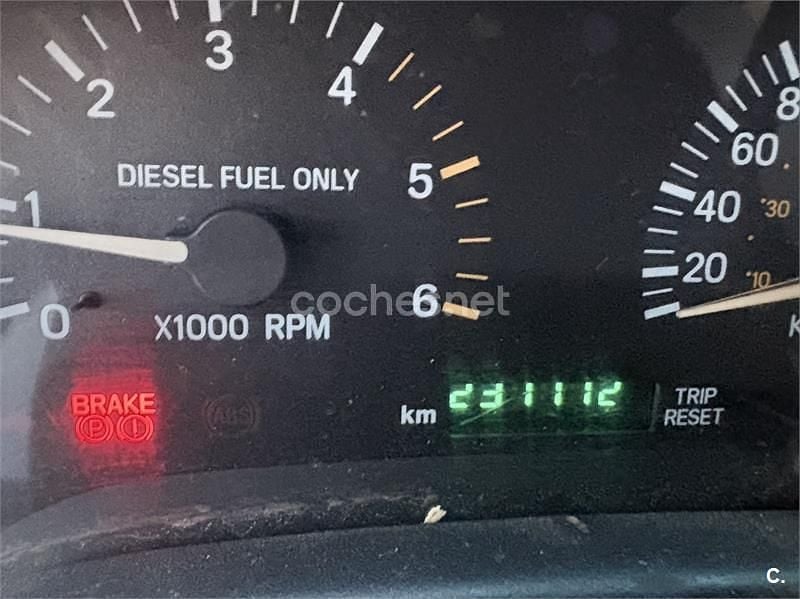 3
2
4
8
60
DIESEL FUEL ONLY
5
1
40
30
20
10
coches.net
6
0
X1000 RPM
BRAKE
P
ABS
km
231112
TRIP
RESET
K
c.